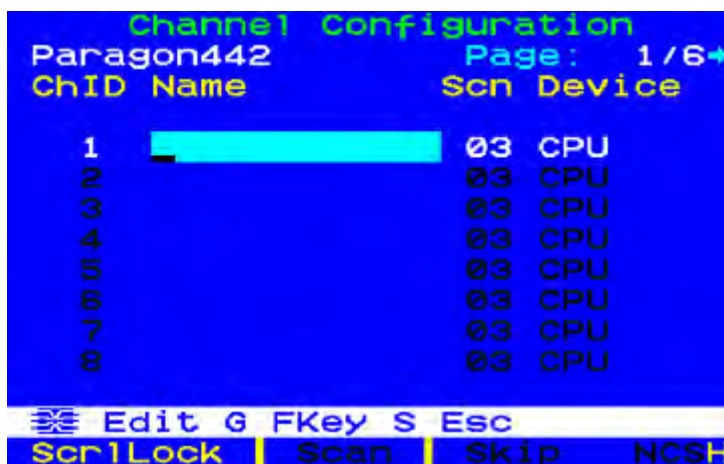 Channel Configuration
Paragon442 Page: 1/6
ChID Name Scn Device
1 03 CPU
2 03 CPU
3 03 CPU
4 03 CPU
5 03 CPU
6 03 CPU
7 03 CPU
8 03 CPU
Edit G FKey S Esc
ScrlLock Scan Skip NCSH